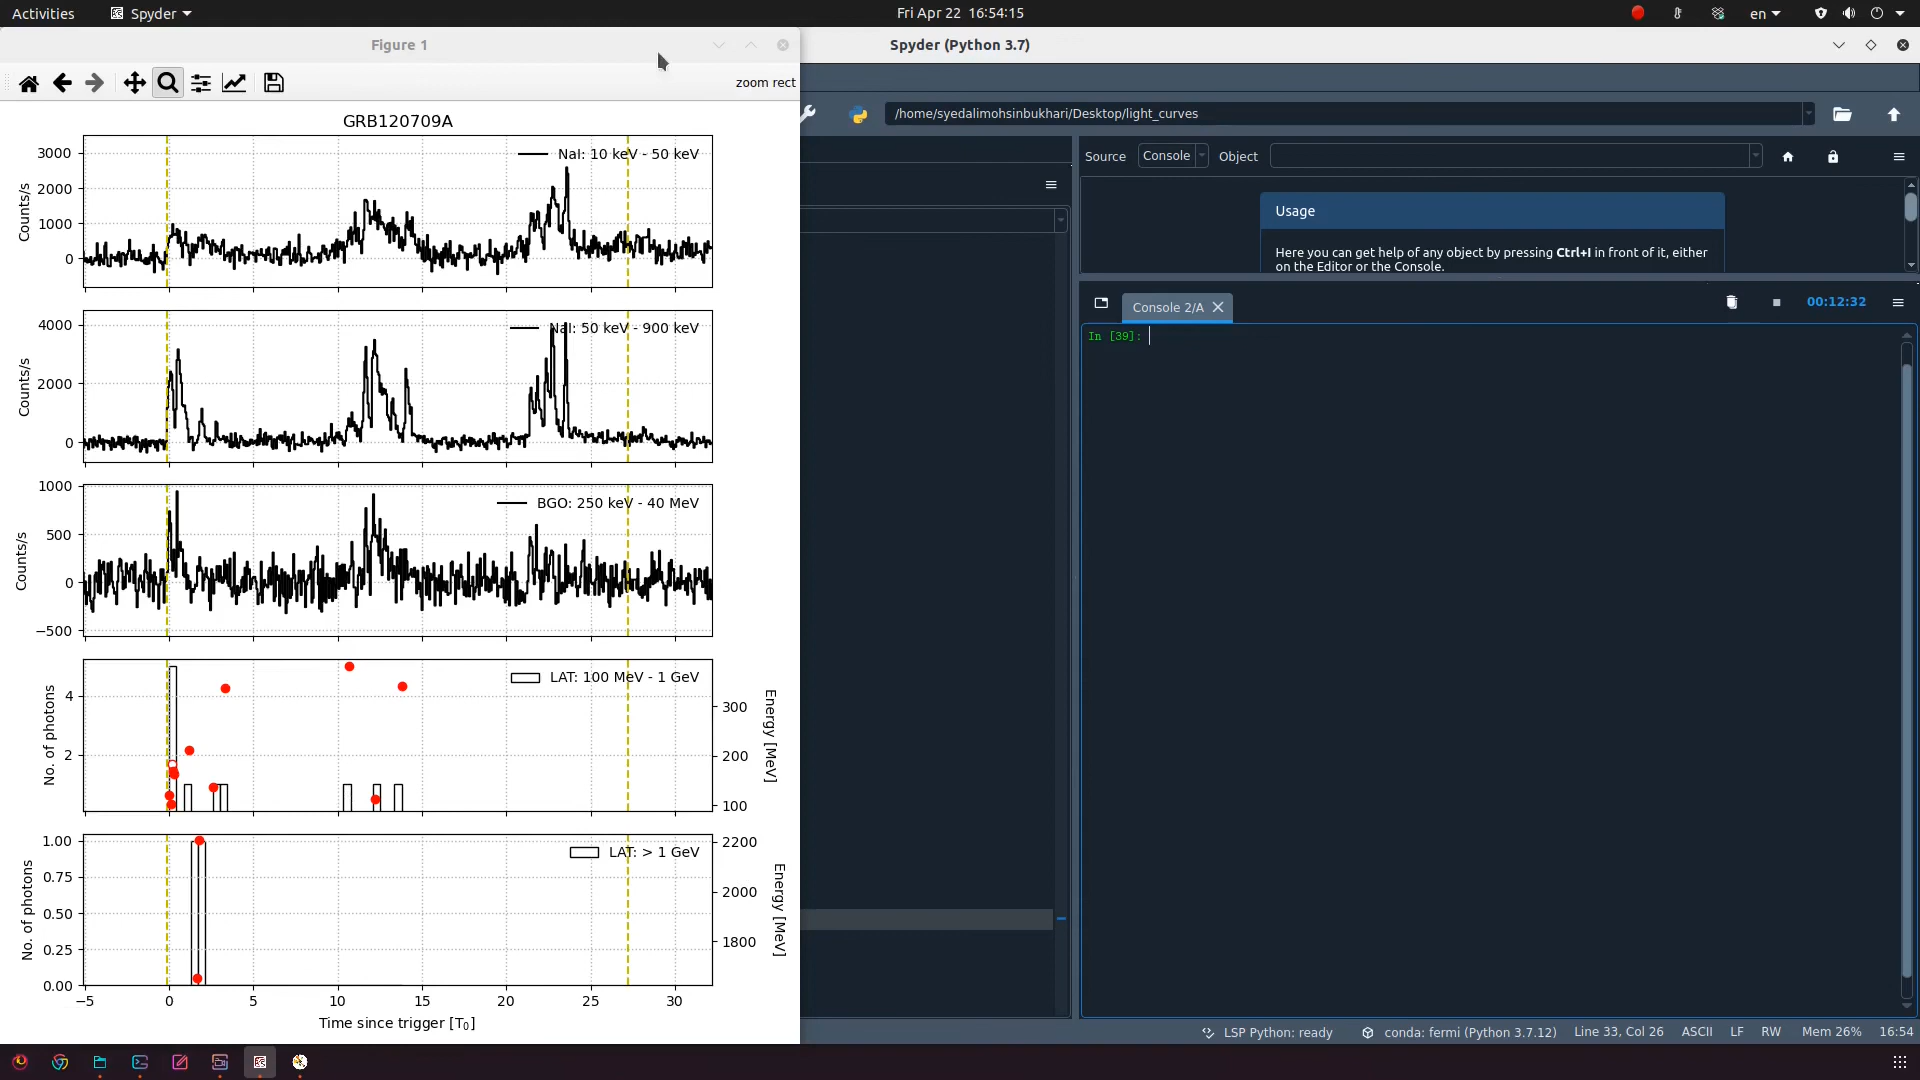 Activities
Spyder
Fri Apr 22 16:54:15
en
Figure 1
Spyder (Python 3.7)
zoom rect
/home/syedalimohsinbukhari/Desktop/light_curves
GRB120709A
NaI: 10 keV - 50 keV
3000
2000
1000
0
Counts/s
NaI: 50 keV - 900 keV
4000
2000
0
Counts/s
BGO: 250 keV - 40 MeV
1000
500
0
−500
Counts/s
LAT: 100 MeV - 1 GeV
4
2
No. of photons
300
200
100
Energy [MeV]
LAT: > 1 GeV
1.00
0.75
0.50
0.25
0.00
No. of photons
2200
2000
1800
Energy [MeV]
−5 0 5 10 15 20 25 30
Time since trigger [T0]
Source Console Object
Usage
Here you can get help of any object by pressing Ctrl+I in front of it, either
on the Editor or the Console.
Console 2/A
00:12:32
In [39]:
LSP Python: ready
conda: fermi (Python 3.7.12)
Line 33, Col 26
ASCII
LF
RW
Mem 26%
16:54